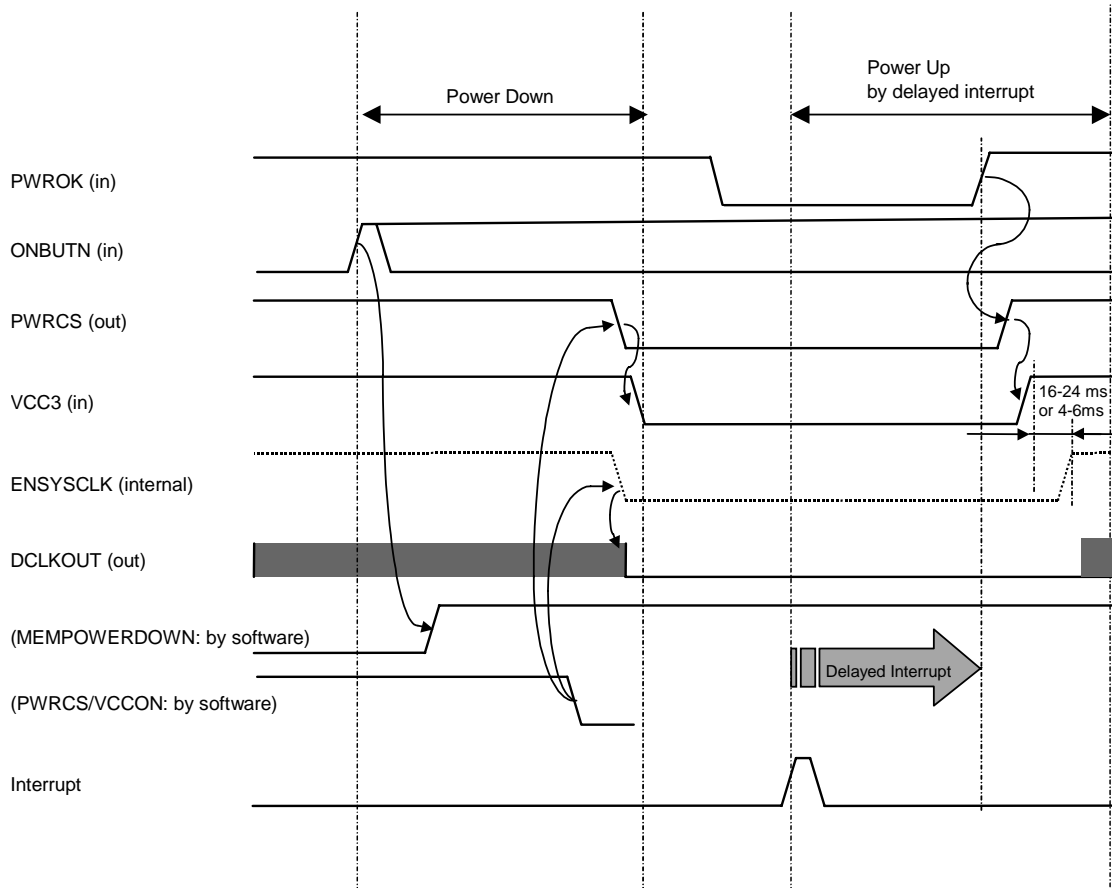 Power Up
by delayed interrupt
Power Down
PWROK (in)
ONBUTN (in)
PWRCS (out)
VCC3 (in)
16-24 ms
or 4-6ms
ENSYSCLK (internal)
DCLKOUT (out)
(MEMPOWERDOWN: by software)
Delayed Interrupt
(PWRCS/VCCON: by software)
Interrupt